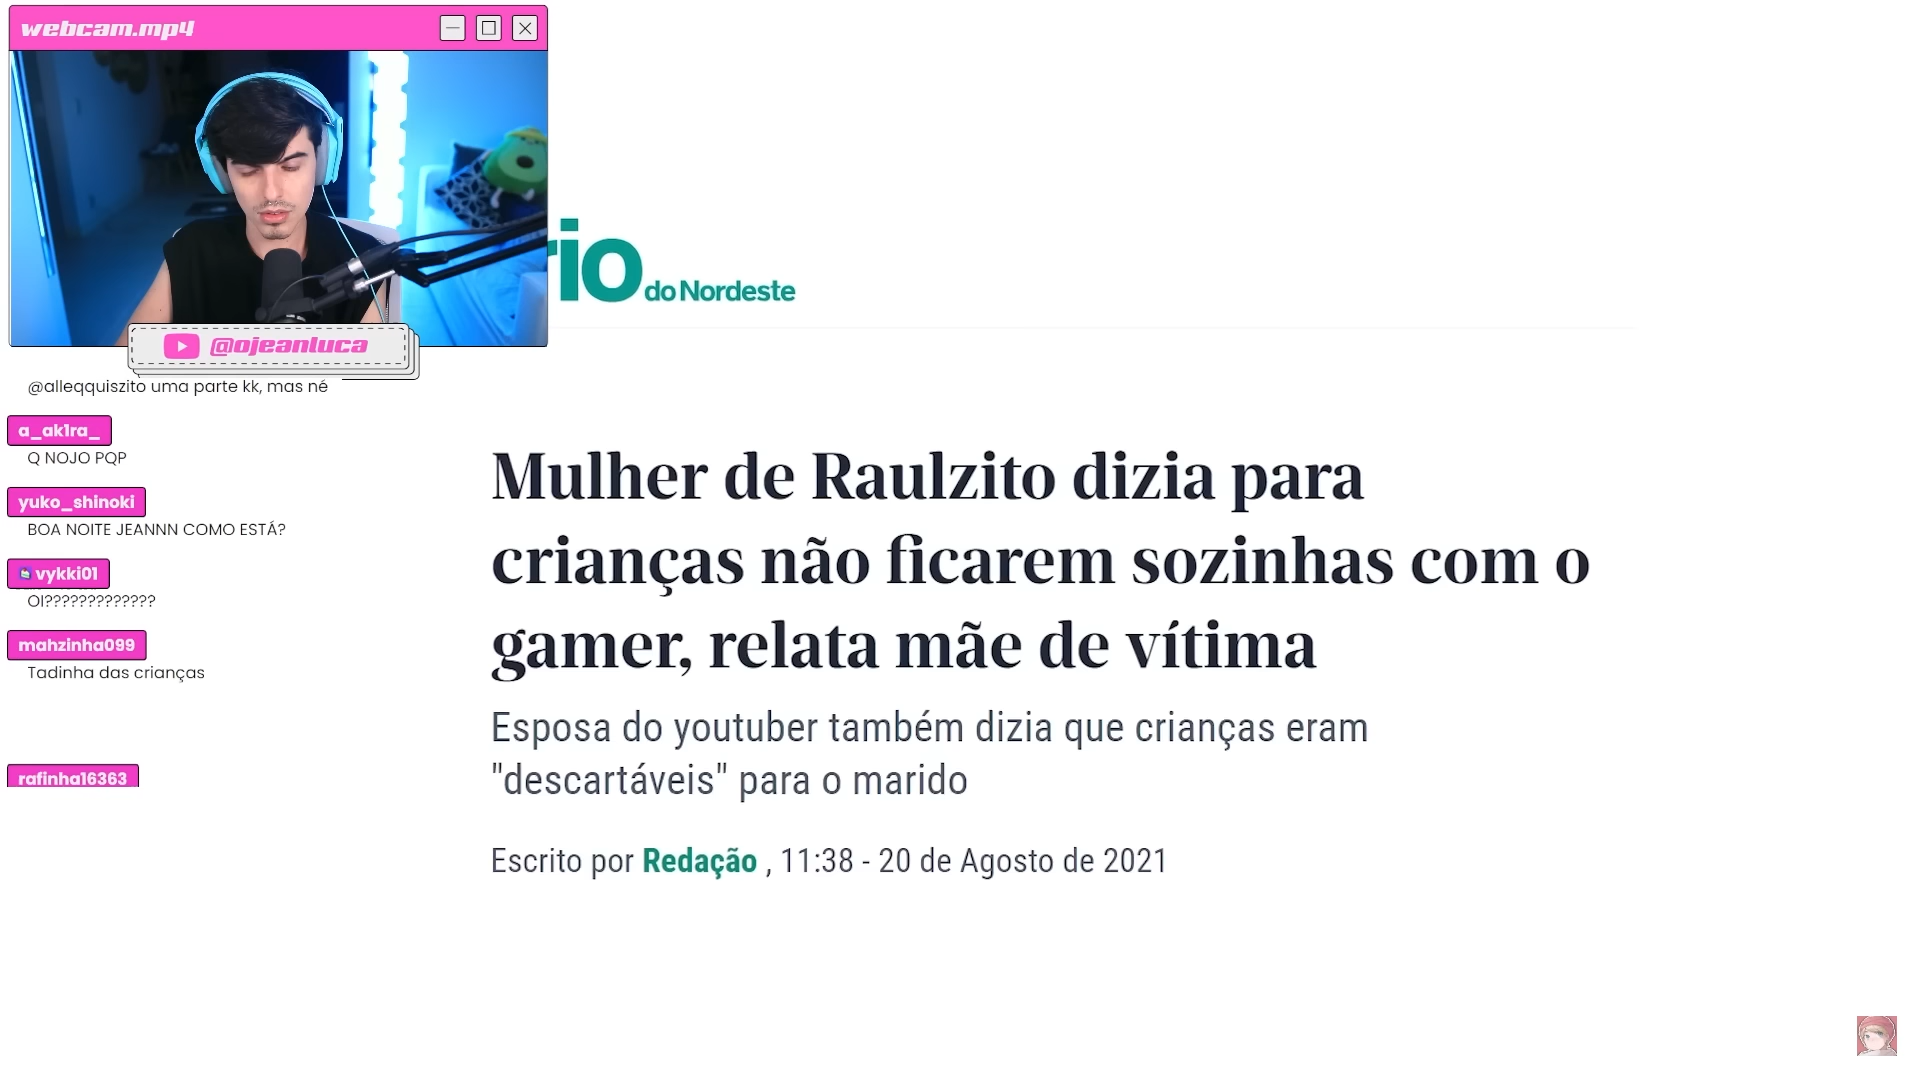 webcam.mp4
@ojeanluca
@alleqquiszito uma parte kk, mas né
a_ak1ra_
Q NOJO PQP
yuko_shinoki
BOA NOITE JEANNN COMO ESTÁ?
vykki01
OI?????????????
mahzinha099
Tadinha das crianças
rafinha16363
rio do Nordeste
Mulher de Raulzito dizia para
crianças não ficarem sozinhas com o
gamer, relata mãe de vítima
Esposa do youtuber também dizia que crianças eram
"descartáveis" para o marido
Escrito por Redação , 11:38 - 20 de Agosto de 2021